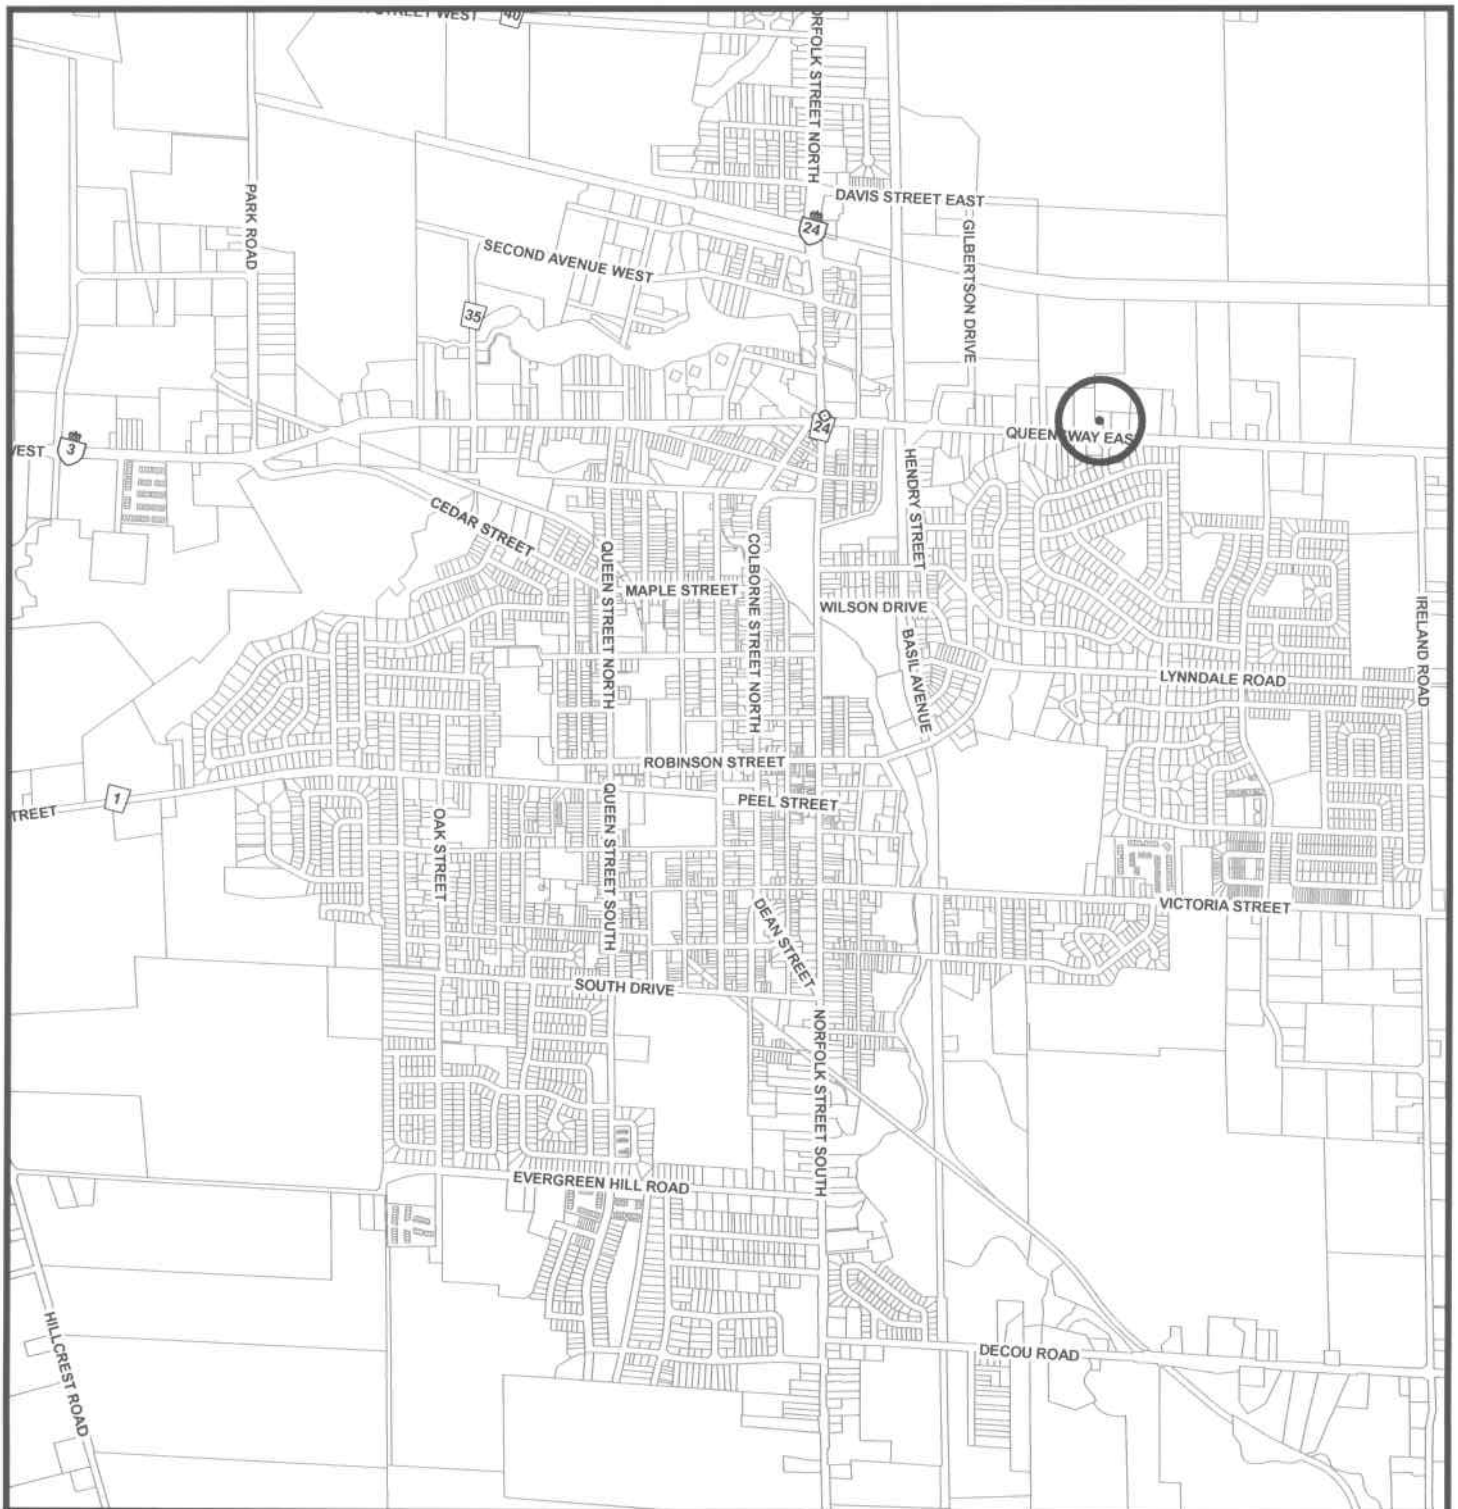 STREET WEST
40
NORFOLK STREET NORTH
DAVIS STREET EAST
PARK ROAD
24
GILBERTSON DRIVE
SECOND AVENUE WEST
35
24
QUEENSWAY EAS
3
VEST
HENDRY STREET
CEDAR STREET
QUEEN STREET NORTH
COLBORNE STREET NORTH
MAPLE STREET
WILSON DRIVE
IRELAND ROAD
BASIL AVENUE
LYNNDALE ROAD
ROBINSON STREET
1
TREET
PEEL STREET
OAK STREET
QUEEN STREET SOUTH
DEAN STREET
VICTORIA STREET
SOUTH DRIVE
NORFOLK STREET SOUTH
EVERGREEN HILL ROAD
HILLCREST ROAD
DECOU ROAD